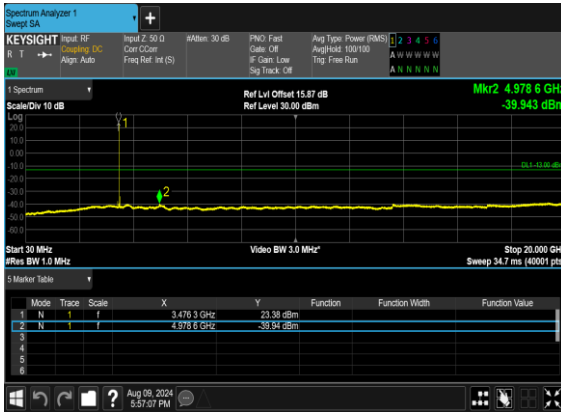 Spectrum Analyzer 1
Swept SA
KEYSIGHT Input: RF Input Z: 50 Ω #Atten: 30 dB PNO: Fast Avg Type: Power (RMS) 1 2 3 4 5 6
R T Coupling: DC Corr CCorr Gate: Off Avg|Hold: 100/100 A W W W W W
Align: Auto Freq Ref: Int (S) IF Gain: Low Trig: Free Run
LW Sig Track: Off A N N N N N
1 Spectrum Ref Lvl Offset 15.87 dB Mkr2 4.978 6 GHz
Scale/Div 10 dB Ref Level 30.00 dBm -39.943 dBm
Log
20.0
10.0
0.00
-10.0
-20.0
-30.0
-40.0
-50.0
-60.0
1
DL1 -13.00 dBm
2
Start 30 MHz Video BW 3.0 MHz* Stop 20.000 GHz
#Res BW 1.0 MHz Sweep 34.7 ms (40001 pts)
5 Marker Table
Mode Trace Scale X Y Function Function Width Function Value
1 N 1 f 3.476 3 GHz 23.38 dBm
2 N 1 f 4.978 6 GHz -39.94 dBm
3
4
5
6
? Aug 09, 2024
5:57:07 PM